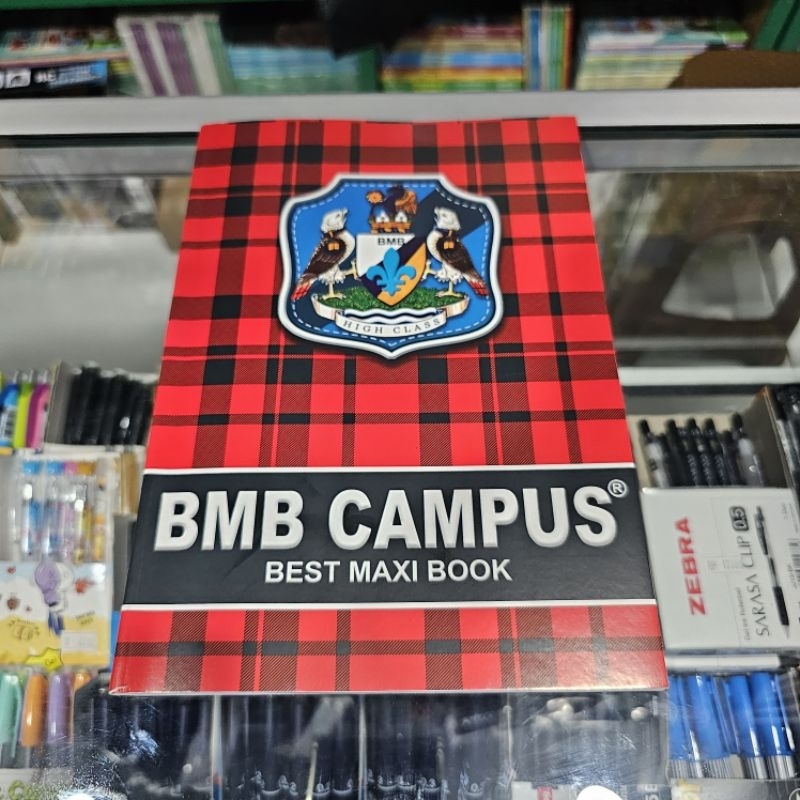 BMB
HIGH CLASS
BMB CAMPUS®
BEST MAXI BOOK
ZEBRA
SARASA CLIP 0.5